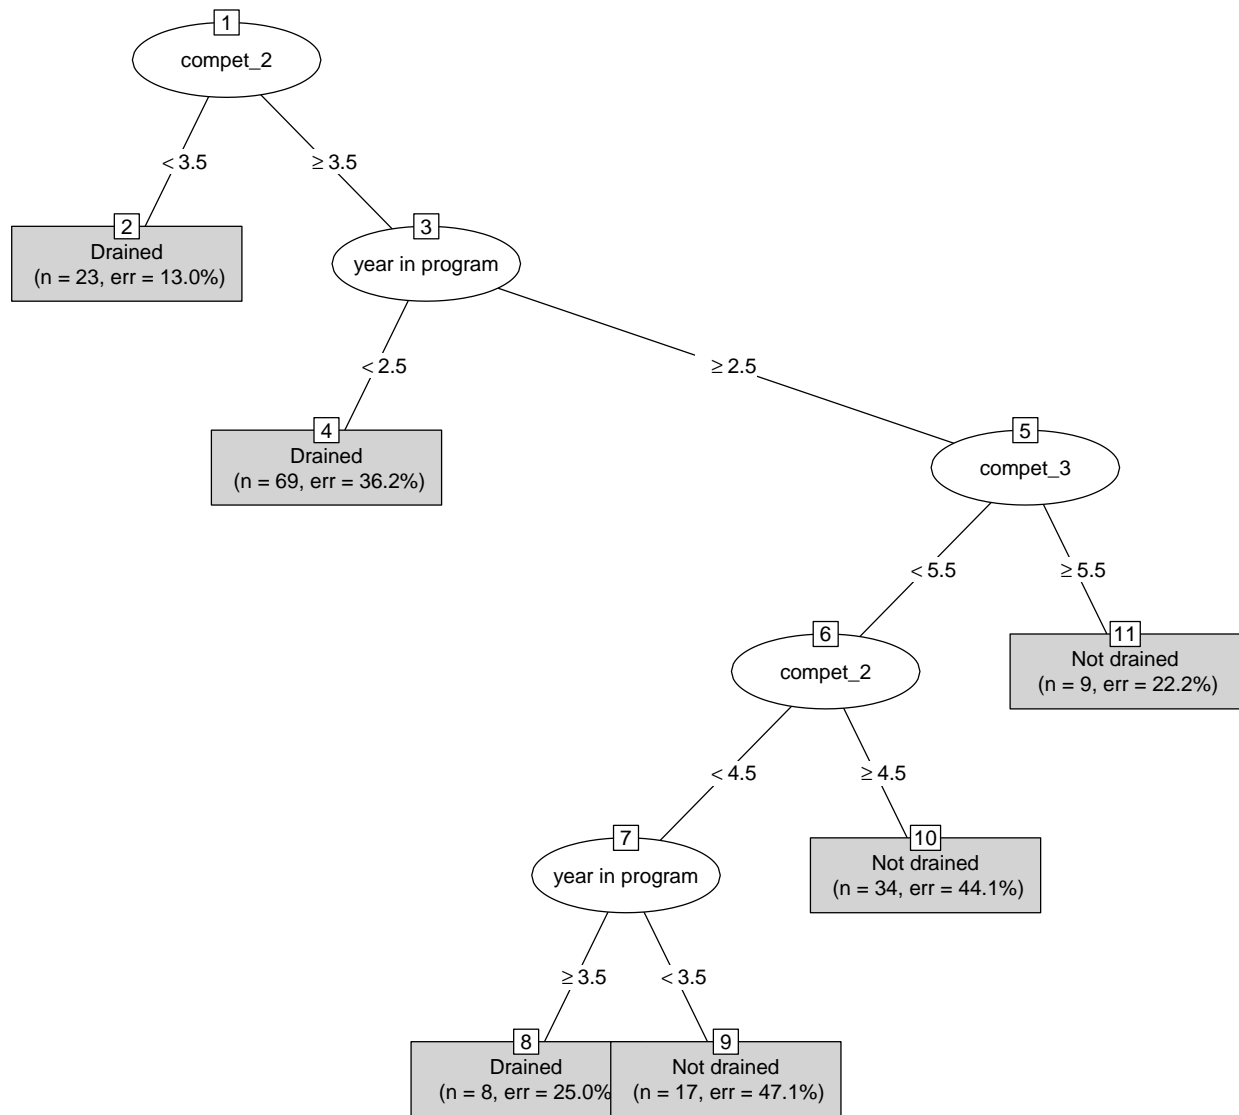 1
compet_2
< 3.5
≥ 3.5
2
Drained
(n = 23, err = 13.0%)
3
year in program
< 2.5
≥ 2.5
4
Drained
(n = 69, err = 36.2%)
5
compet_3
< 5.5
≥ 5.5
6
compet_2
11
Not drained
(n = 9, err = 22.2%)
< 4.5
≥ 4.5
7
year in program
10
Not drained
(n = 34, err = 44.1%)
≥ 3.5
< 3.5
8
Drained
(n = 8, err = 25.0%
9
Not drained
(n = 17, err = 47.1%)